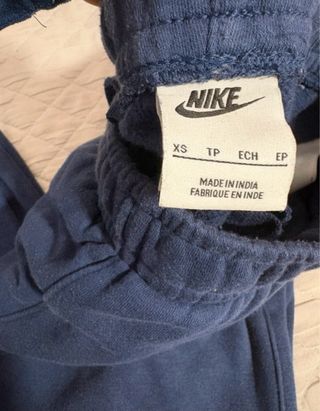 NIKE
XS TP ECH EP
MADE IN INDIA
FABRIQUE EN INDE